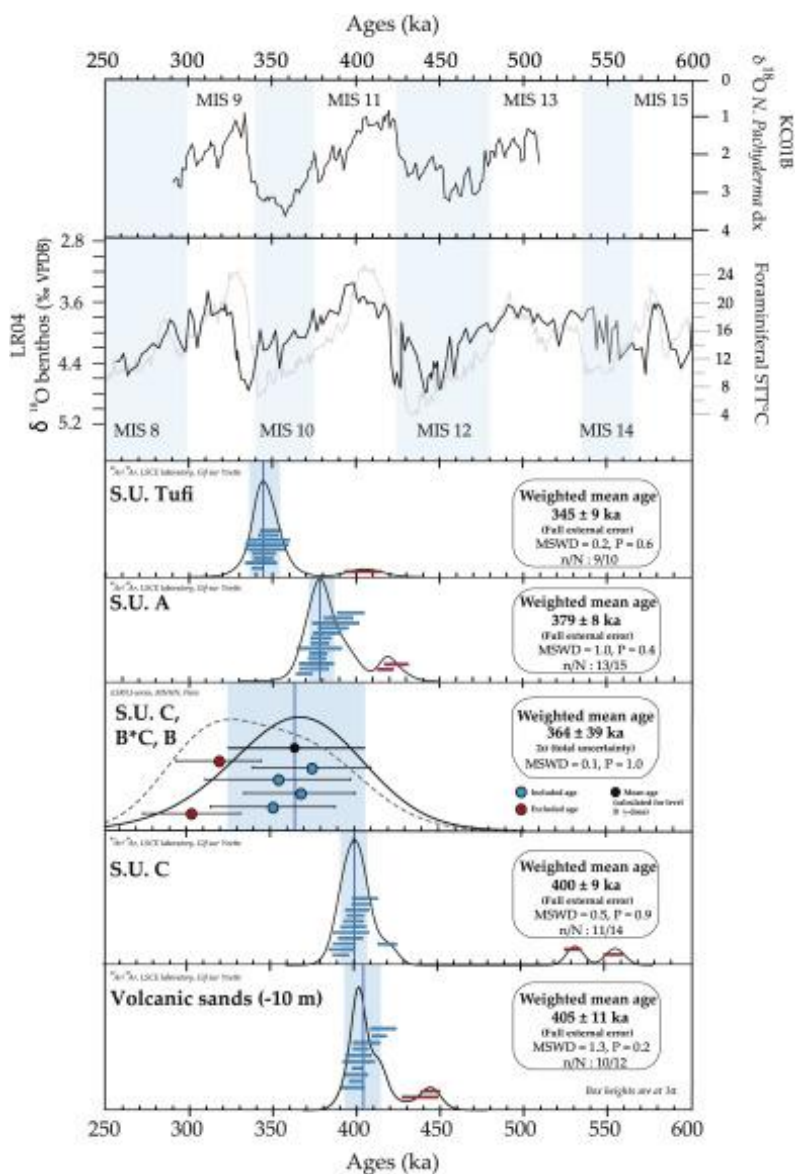 Ages (ka)
250 300 350 400 450 500 550 600
MIS 9 MIS 11 MIS 13 MIS 15
0
1
2
3
4
δ 18O N. Pachyderma dx
KC01B
2.8
3.6
4.4
5.2
LR04
δ 18O benthos (‰ VPDB)
24
20
16
12
8
4
Foraminiferal STT°C
MIS 8 MIS 10 MIS 12 MIS 14
S.U. Tufi
Weighted mean age
345 ± 9 ka
(Full external error)
MSWD = 0.2, P = 0.6
n/N : 9/10
S.U. A
Weighted mean age
379 ± 8 ka
(Full external error)
MSWD = 1.0, P = 0.4
n/N : 13/15
S.U. C,
B*C, B
Weighted mean age
364 ± 39 ka
2σ (total uncertainty)
MSWD = 0.1, P = 1.0
Included age
Excluded age
Mean age
(calculated for level
S.U. C
Weighted mean age
400 ± 9 ka
(Full external error)
MSWD = 0.5, P = 0.9
n/N : 11/14
Volcanic sands (-10 m)
Weighted mean age
405 ± 11 ka
(Full external error)
MSWD = 1.3, P = 0.2
n/N : 10/12
250 300 350 400 450 500 550 600
Ages (ka)